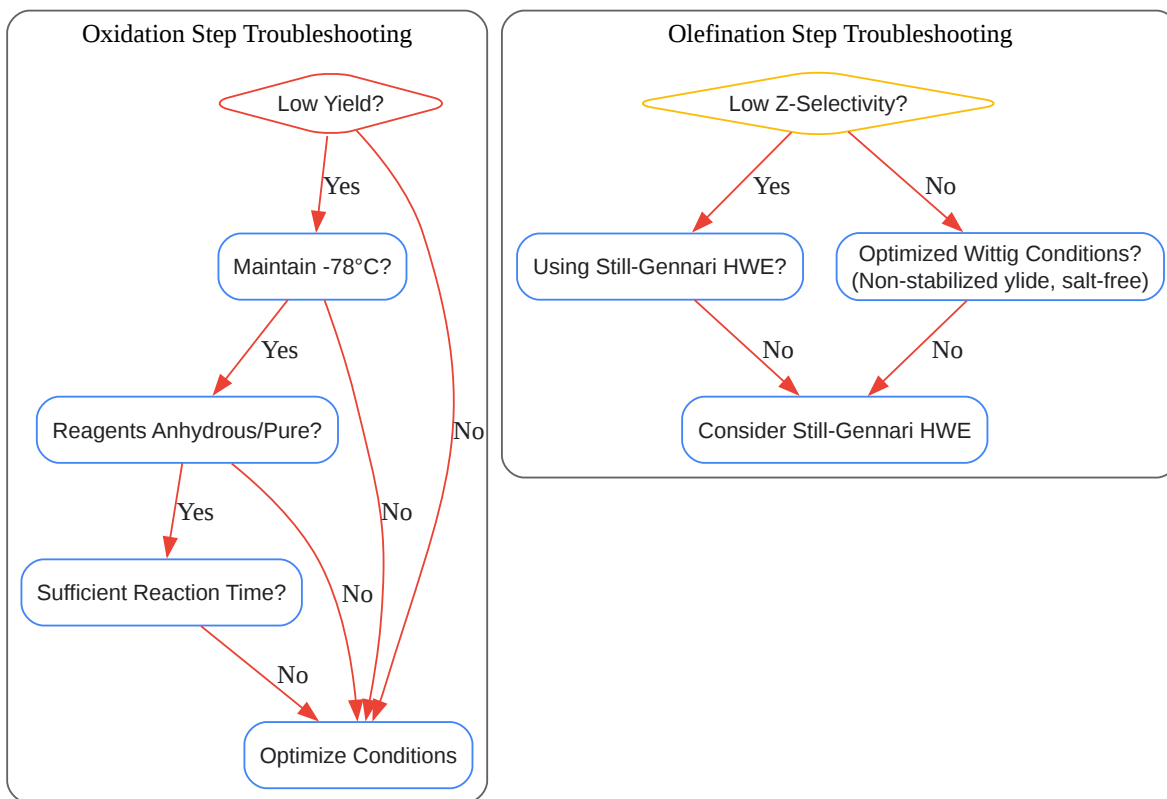 Oxidation Step Troubleshooting
Low Yield?
Yes
Maintain -78°C?
Yes
No
Reagents Anhydrous/Pure?
Yes
No
No
Sufficient Reaction Time?
No
Optimize Conditions
Olefination Step Troubleshooting
Low Z-Selectivity?
Yes
No
Using Still-Gennari HWE?
Optimized Wittig Conditions?
(Non-stabilized ylide, salt-free)
No
No
Consider Still-Gennari HWE